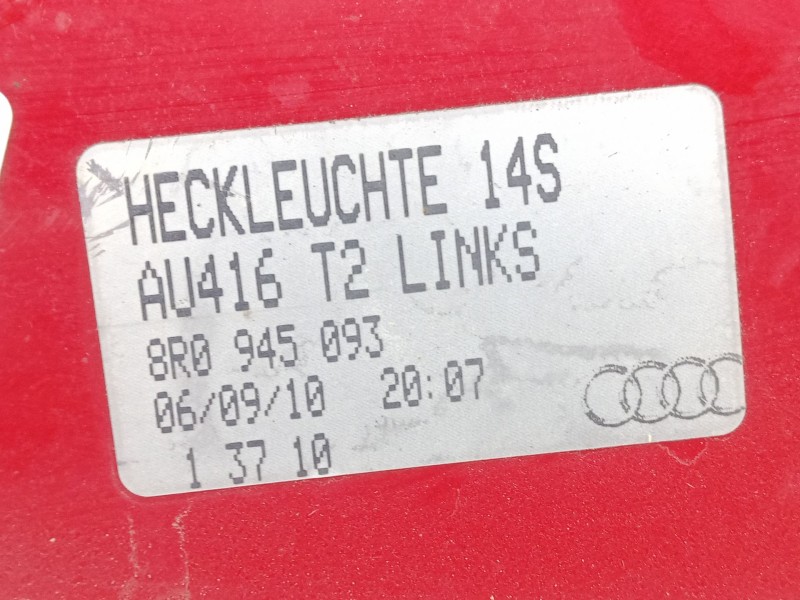 HECKLEUCHTE 14S
AU416 T2 LINKS
8R0 945 093
06/09/10 20:07
1 37 10